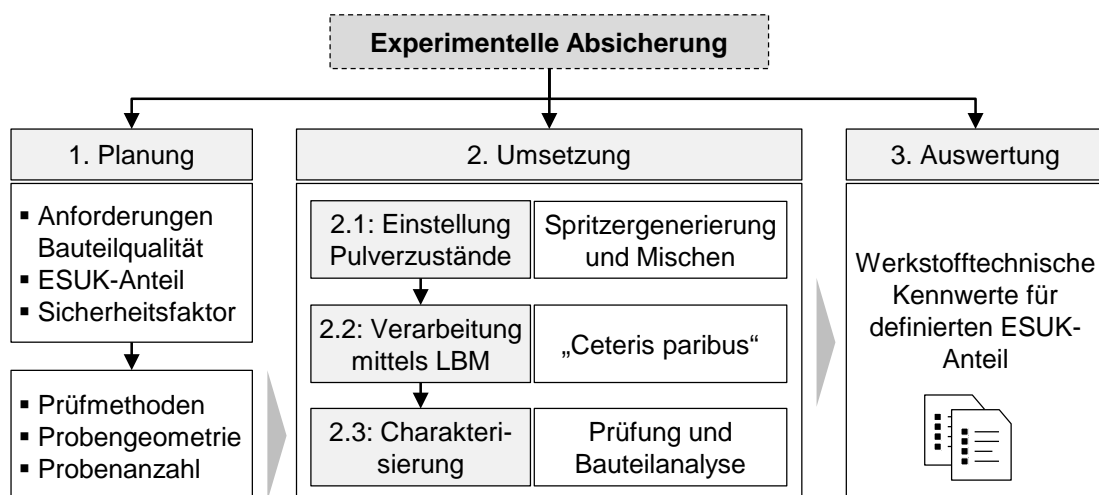 Experimentelle Absicherung
1. Planung
▪ Anforderungen
Bauteilqualität
▪ ESUK-Anteil
▪ Sicherheitsfaktor
▪ Prüfmethoden
▪ Probengeometrie
▪ Probenanzahl
2. Umsetzung
2.1: Einstellung
Pulverzustände
Spritzergenerierung
und Mischen
2.2: Verarbeitung
mittels LBM
„Ceteris paribus“
2.3: Charakteri-
sierung
Prüfung und
Bauteilanalyse
3. Auswertung
Werkstofftechnische
Kennwerte für
definierten ESUK-
Anteil